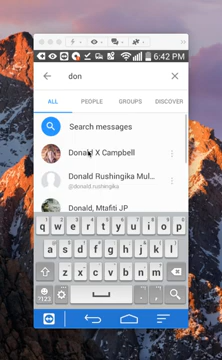 6:42 PM
don
ALL PEOPLE GROUPS DISCOVER
Search messages
Donald X Campbell
Donald Rushingika Mul...
@donald.rushingika
Donald, Mtafiti JP
q w e r t y u i o p
a s d f g h j k l
z x c v b n m
?123